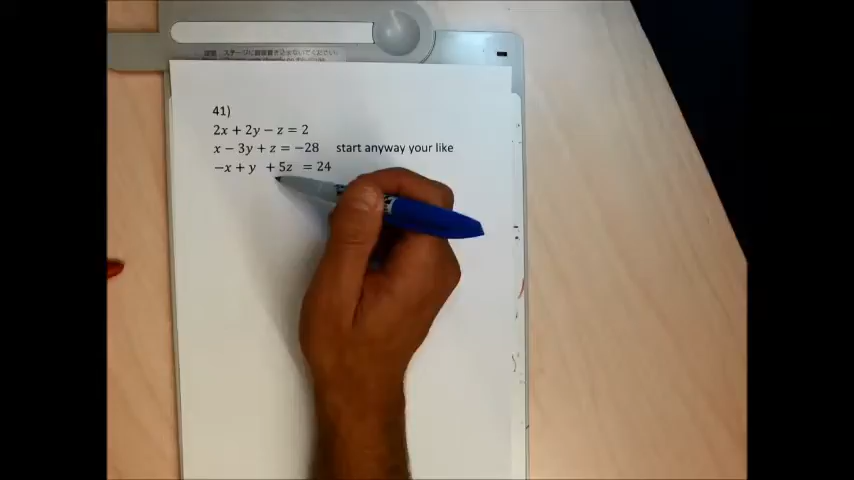 41)
2x + 2y − z = 2
x − 3y + z = −28 start anyway your like
−x + y + 5z = 24